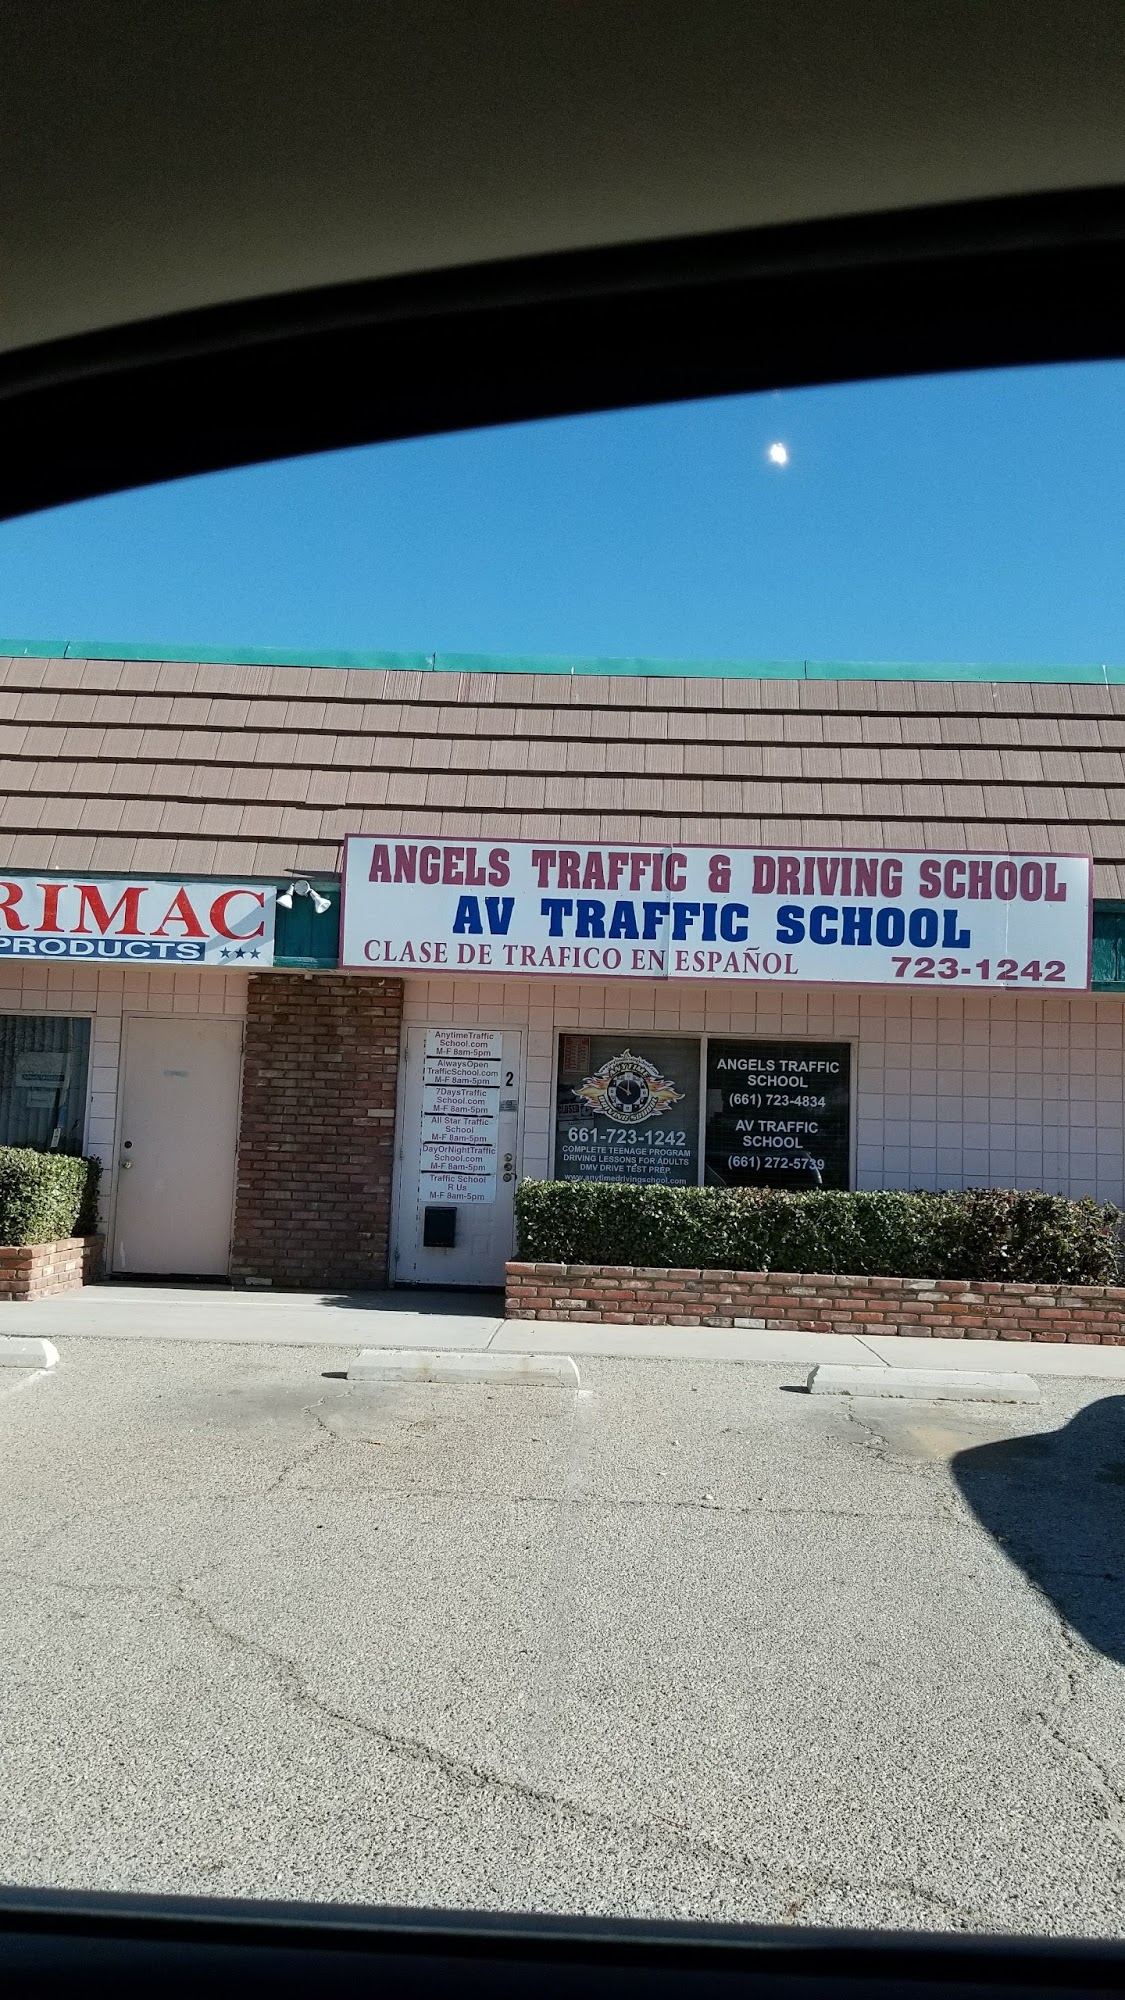 RIMAC
PRODUCTS
ANGELS TRAFFIC & DRIVING SCHOOL
AV TRAFFIC SCHOOL
CLASE DE TRAFICO EN ESPAÑOL
723-1242
AnytimeTraffic
School.com
M-F 8am-5pm
AlwaysOpen
TrafficSchool.com
M-F 8am-5pm
7DaysTraffic
School.com
M-F 8am-5pm
All Star Traffic
School
M-F 8am-5pm
DayOrNightTraffic
School.com
M-F 8am-5pm
Traffic School
R Us
M-F 8am-5pm
2
CLOSED
ANYTIME
DRIVING SCHOOL
661-723-1242
COMPLETE TEENAGE PROGRAM
DRIVING LESSONS FOR ADULTS
DMV DRIVE TEST PREP.
www.anytimedrivingschool.com
ANGELS TRAFFIC
SCHOOL
(661) 723-4834
AV TRAFFIC
SCHOOL
(661) 272-5739